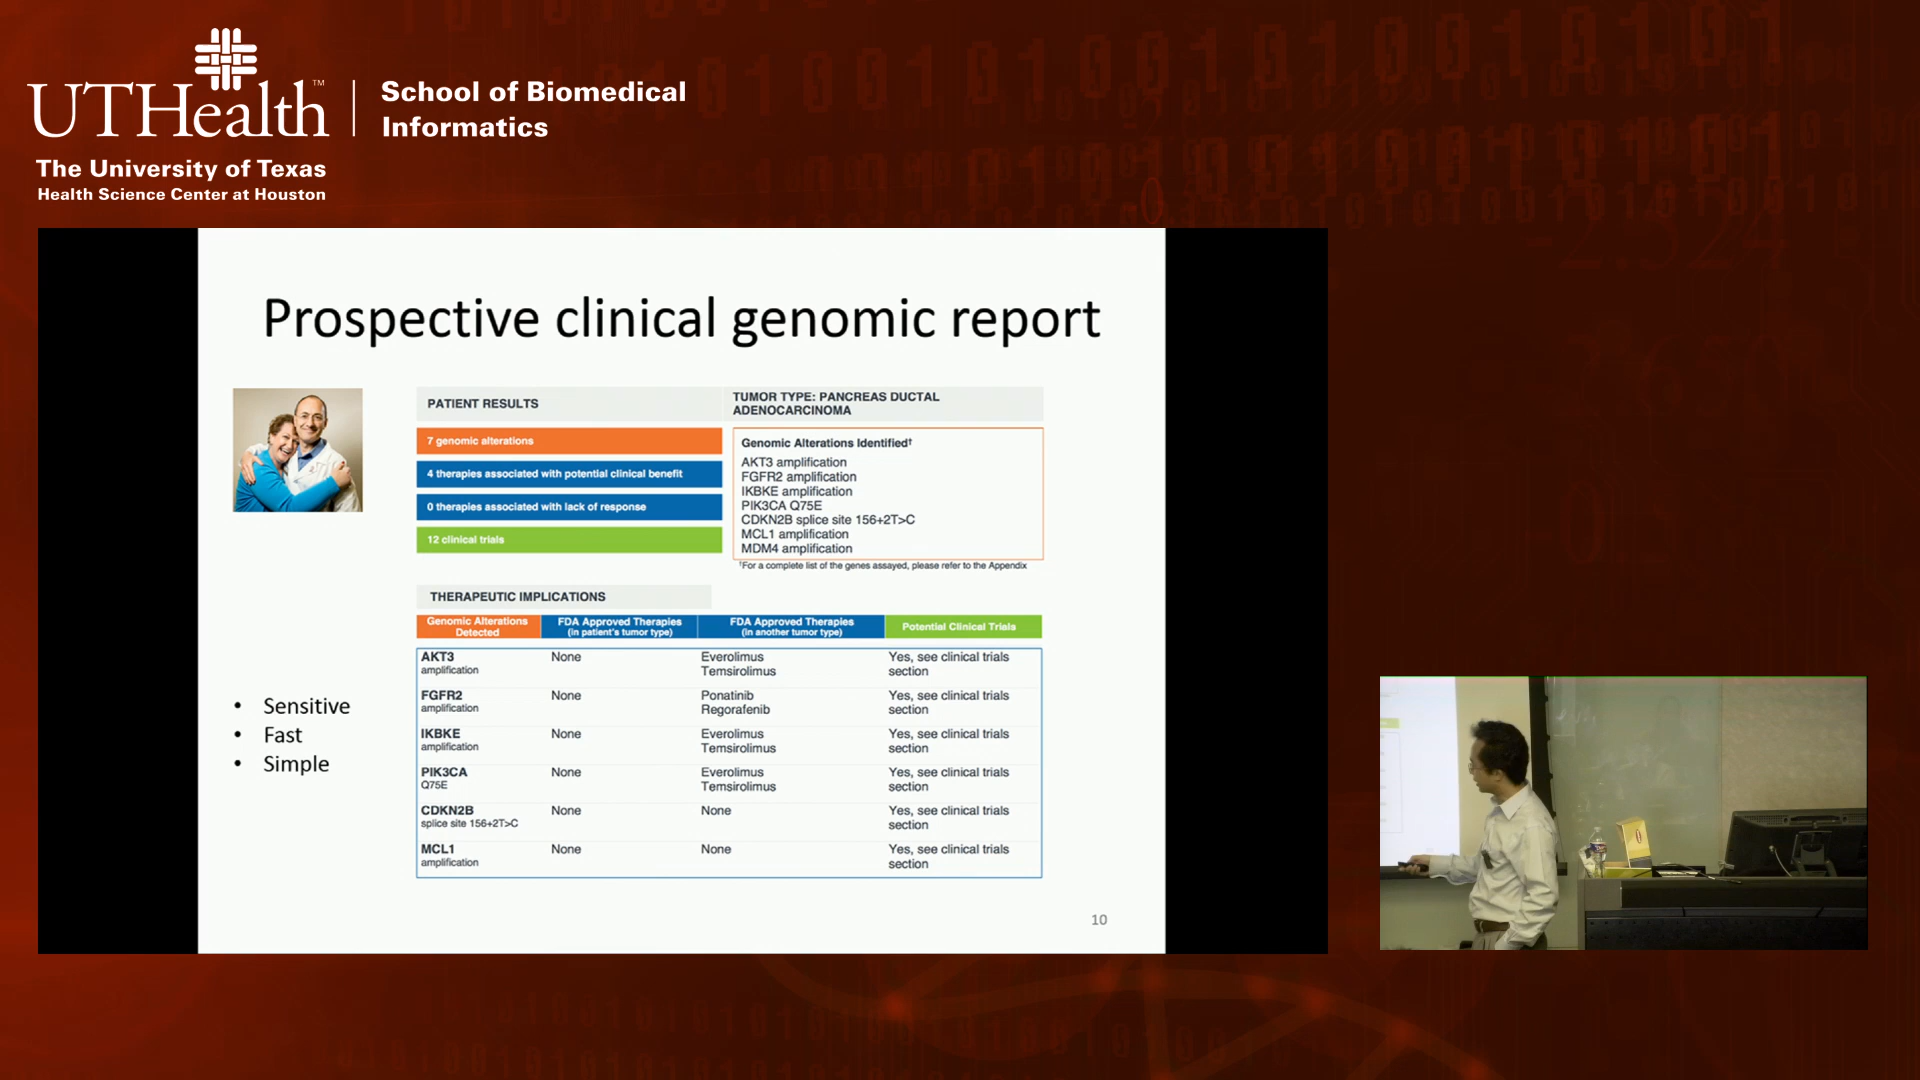 UTHealth™
School of Biomedical
Informatics
The University of Texas
Health Science Center at Houston
Prospective clinical genomic report
PATIENT RESULTS
TUMOR TYPE: PANCREAS DUCTAL
ADENOCARCINOMA
7 genomic alterations
4 therapies associated with potential clinical benefit
0 therapies associated with lack of response
12 clinical trials
Genomic Alterations Identified†
AKT3 amplification
FGFR2 amplification
IKBKE amplification
PIK3CA Q75E
CDKN2B splice site 156+2T>C
MCL1 amplification
MDM4 amplification
†For a complete list of the genes assayed, please refer to the Appendix
• Sensitive
• Fast
• Simple
THERAPEUTIC IMPLICATIONS
Genomic Alterations
Detected
FDA Approved Therapies
(in patient's tumor type)
FDA Approved Therapies
(in another tumor type)
Potential Clinical Trials
AKT3
amplification
None
Everolimus
Temsirolimus
Yes, see clinical trials
section
FGFR2
amplification
None
Ponatinib
Regorafenib
Yes, see clinical trials
section
IKBKE
amplification
None
Everolimus
Temsirolimus
Yes, see clinical trials
section
PIK3CA
Q75E
None
Everolimus
Temsirolimus
Yes, see clinical trials
section
CDKN2B
splice site 156+2T>C
None
None
Yes, see clinical trials
section
MCL1
amplification
None
None
Yes, see clinical trials
section
10